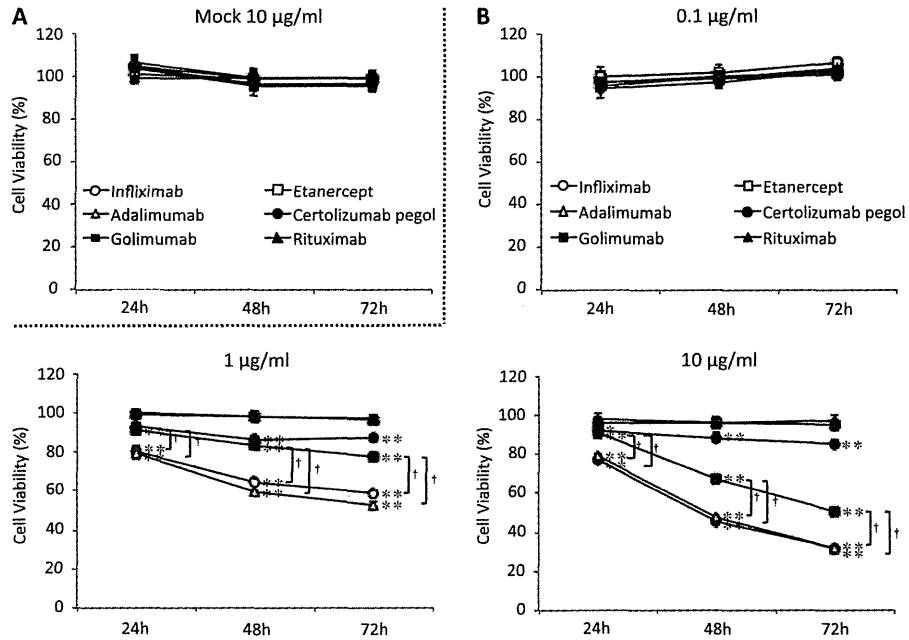 A
Mock 10 µg/ml
Cell Viability (%)
120
100
80
60
40
20
0
Infliximab
Etanercept
Adalimumab
Certolizumab pegol
Golimumab
Rituximab
24h
48h
72h
B
0.1 µg/ml
Cell Viability (%)
120
100
80
60
40
20
0
Infliximab
Etanercept
Adalimumab
Certolizumab pegol
Golimumab
Rituximab
24h
48h
72h
1 µg/ml
Cell Viability (%)
120
100
80
60
40
20
0
** ** ** ** ** ** ** **
† † † † † †
24h
48h
72h
10 µg/ml
Cell Viability (%)
120
100
80
60
40
20
0
** ** ** ** ** ** ** **
† † † † † †
24h
48h
72h